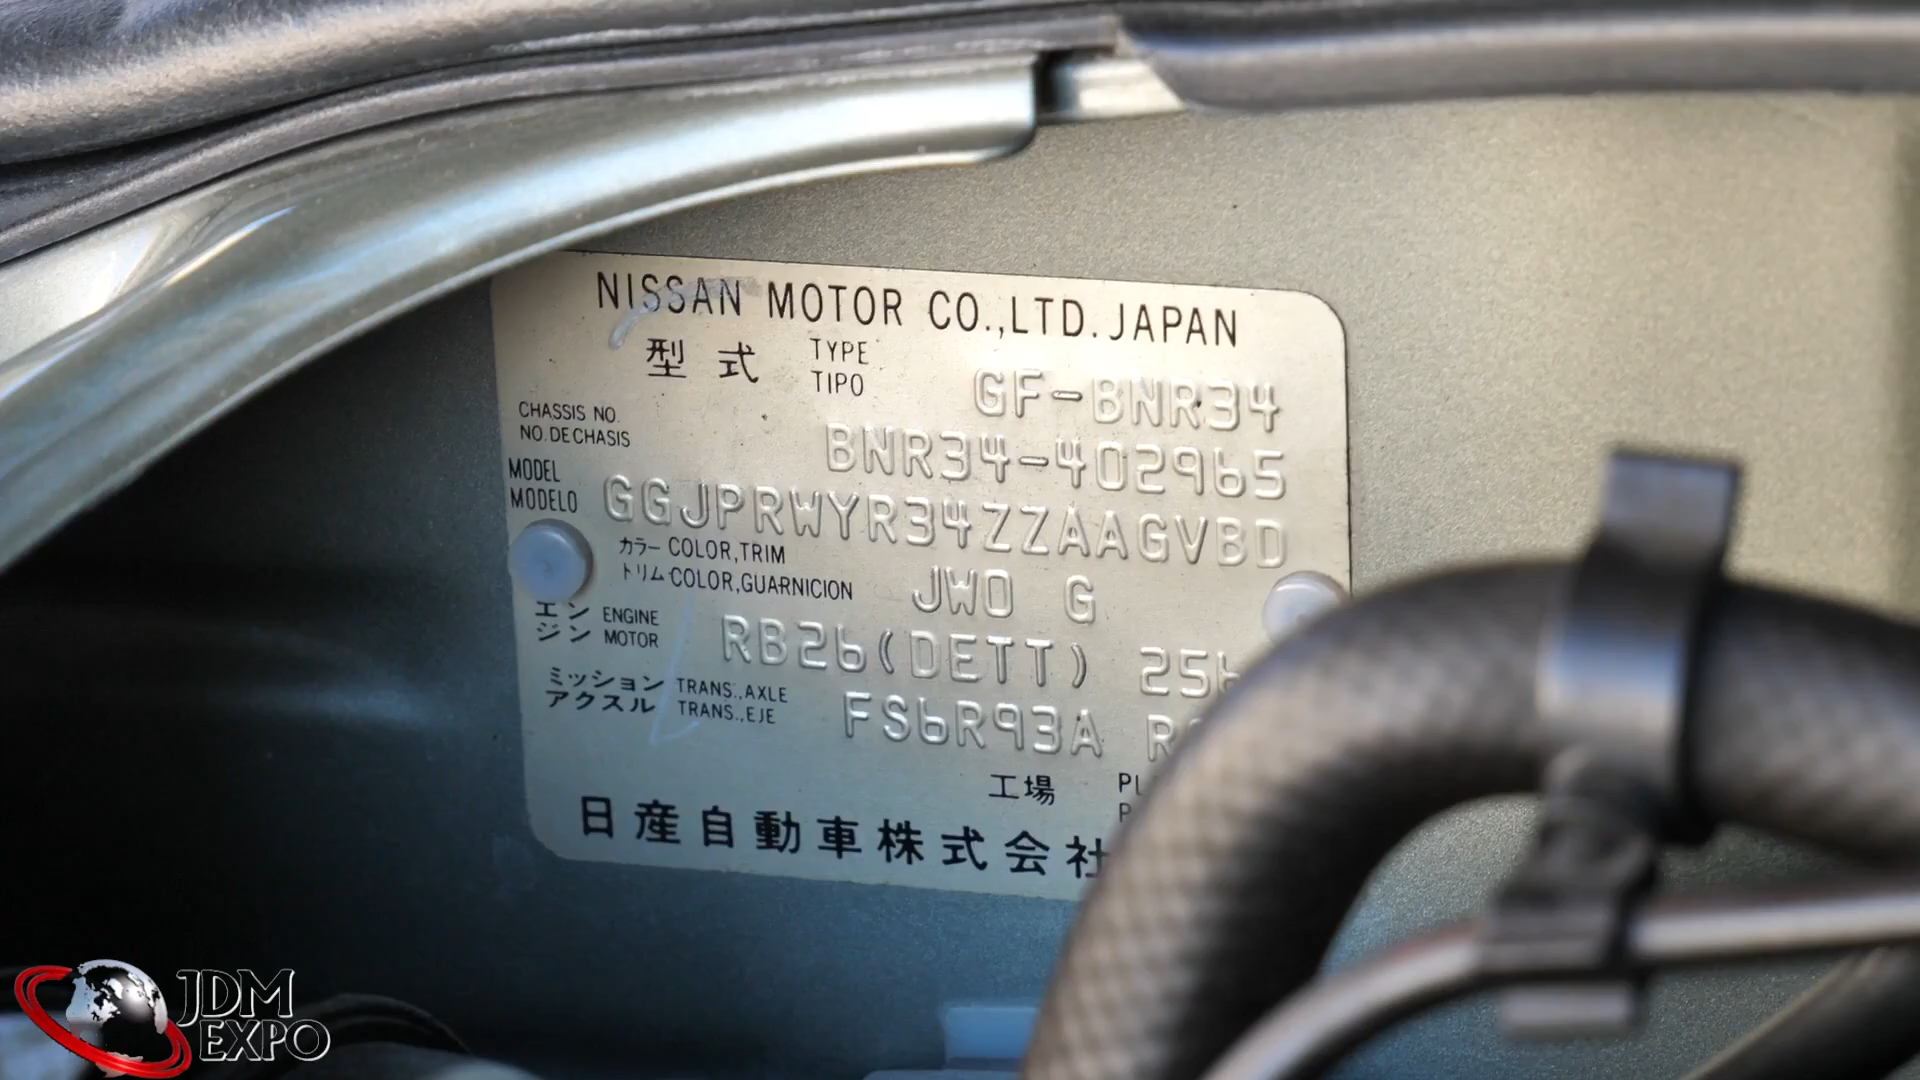 NISSAN MOTOR CO.,LTD. JAPAN
型式 TYPE GF-BNR34
TIPO
CHASSIS NO. BNR34-402965
NO.DECHASIS
MODEL GGJPRWYR34ZZAAGVBD
MODELO
カラー COLOR,TRIM JW0 G
トリム COLOR,GUARNICION
エンジン ENGINE RB26(DETT)
MOTOR
ミッション TRANS.,AXLE FS6R93A
アクスル TRANS.,EJE
工場
日産自動車株式会社
JDM
EXPO